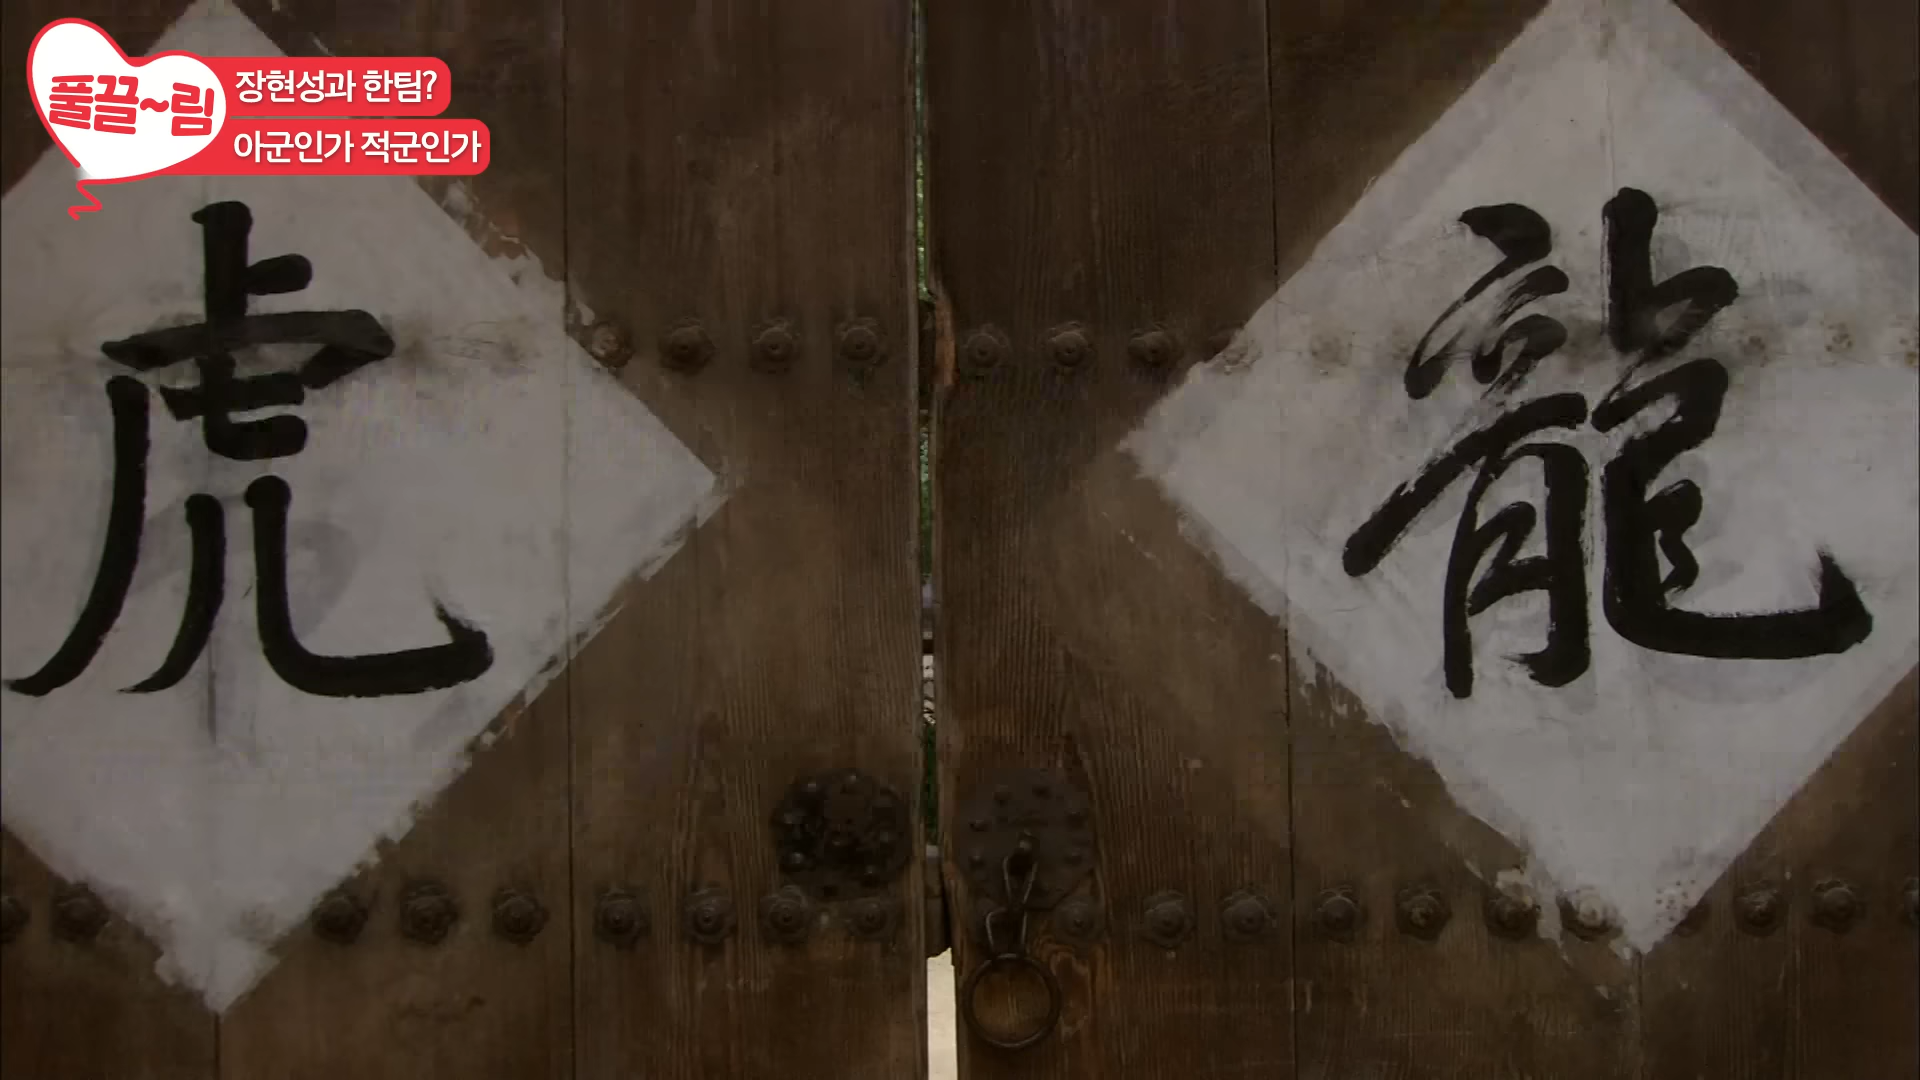 풀끌~림
장현성과 한팀?
아군인가 적군인가
虎
龍